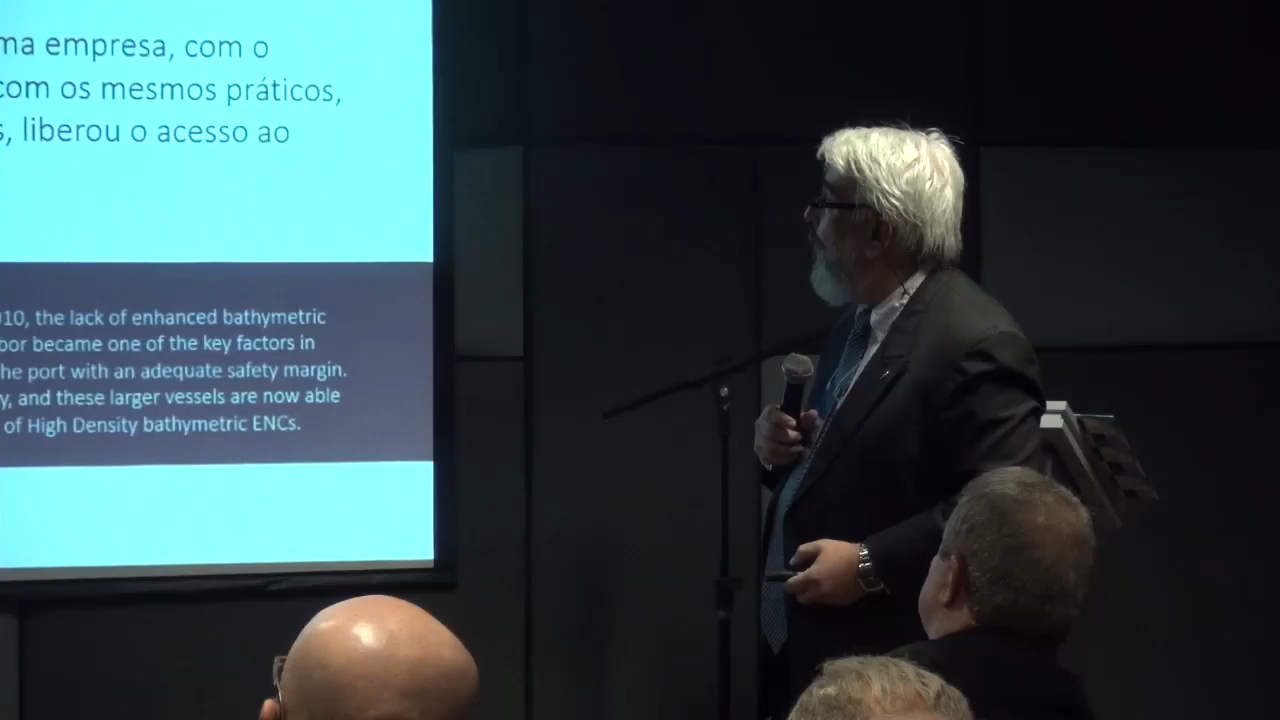 ma empresa, com o
com os mesmos práticos,
s, liberou o acesso ao
010, the lack of enhanced bathymetric
bor became one of the key factors in
he port with an adequate safety margin.
y, and these larger vessels are now able
of High Density bathymetric ENCs.